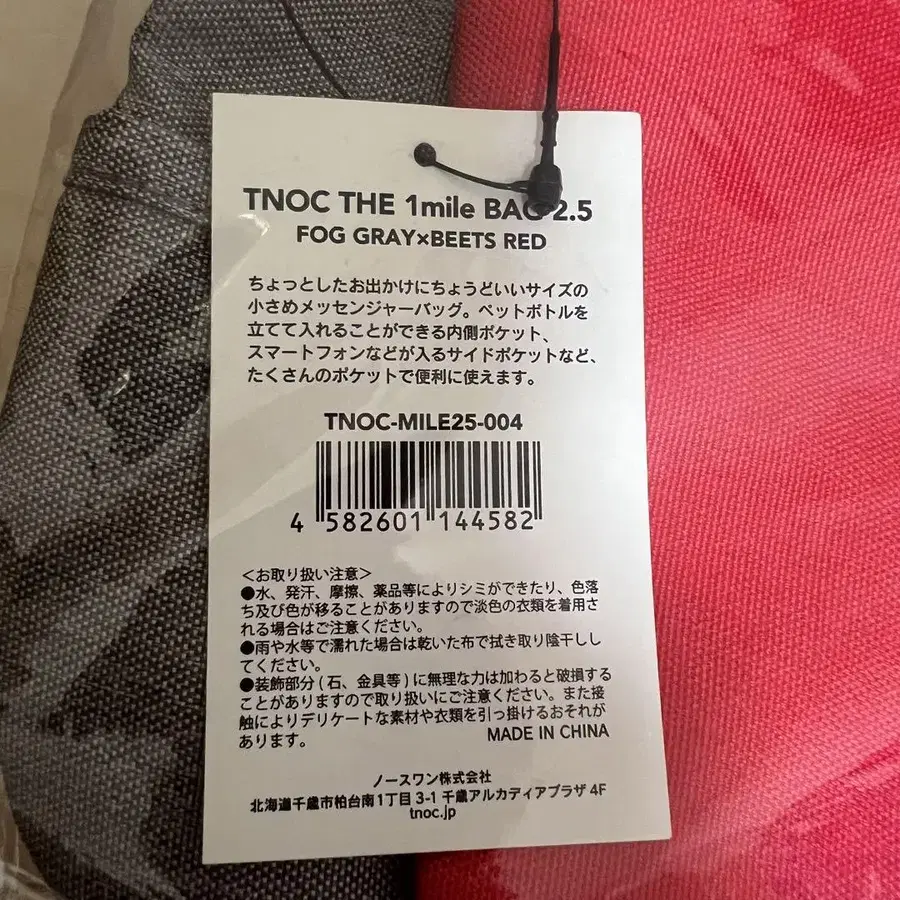 TNOC THE 1mile BAG 2.5
FOG GRAY×BEETS RED
ちょっとしたお出かけにちょうどいいサイズの
小さめメッセンジャーバッグ。ペットボトルを
立てて入れることができる内側ポケット、
スマートフォンなどが入るサイドポケットなど、
たくさんのポケットで便利に使えます。
TNOC-MILE25-004
4 582601 144582
＜お取り扱い注意＞
●水、発汗、摩擦、薬品等によりシミができたり、色落
ち及び色が移ることがありますので淡色の衣類を着用さ
れる場合はご注意ください。
●雨や水等で濡れた場合は乾いた布で拭き取り陰干しし
てください。
●装飾部分(石、金具等)に無理な力は加わると破損する
ことがありますので取り扱いにご注意ください。また接
触によりデリケートな素材や衣類を引っ掛けるおそれが
あります。
MADE IN CHINA
ノースワン株式会社
北海道千歳市柏台南1丁目3-1 千歳アルカディアプラザ 4F
tnoc.jp